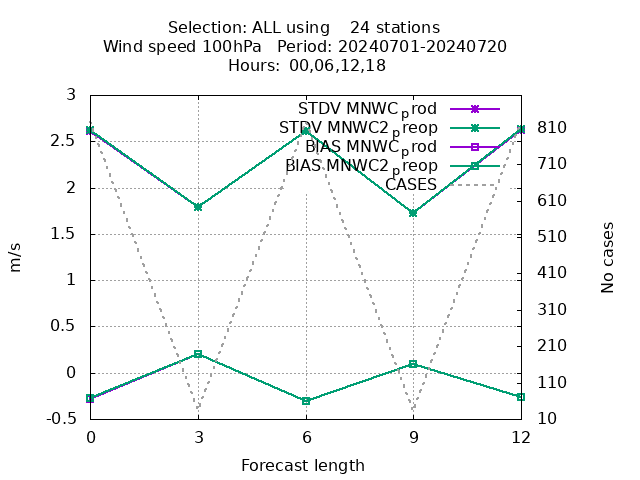 Selection: ALL using    24 stations
Wind speed 100hPa   Period: 20240701-20240720
Hours: 00,06,12,18
STDV MNWC_prod
STDV MNWC2_preop
BIAS MNWC_prod
BIAS MNWC2_preop
CASES
3
2.5
2
1.5
1
0.5
0
-0.5
m/s
810
710
610
510
410
310
210
110
10
No cases
0 3 6 9 12
Forecast length